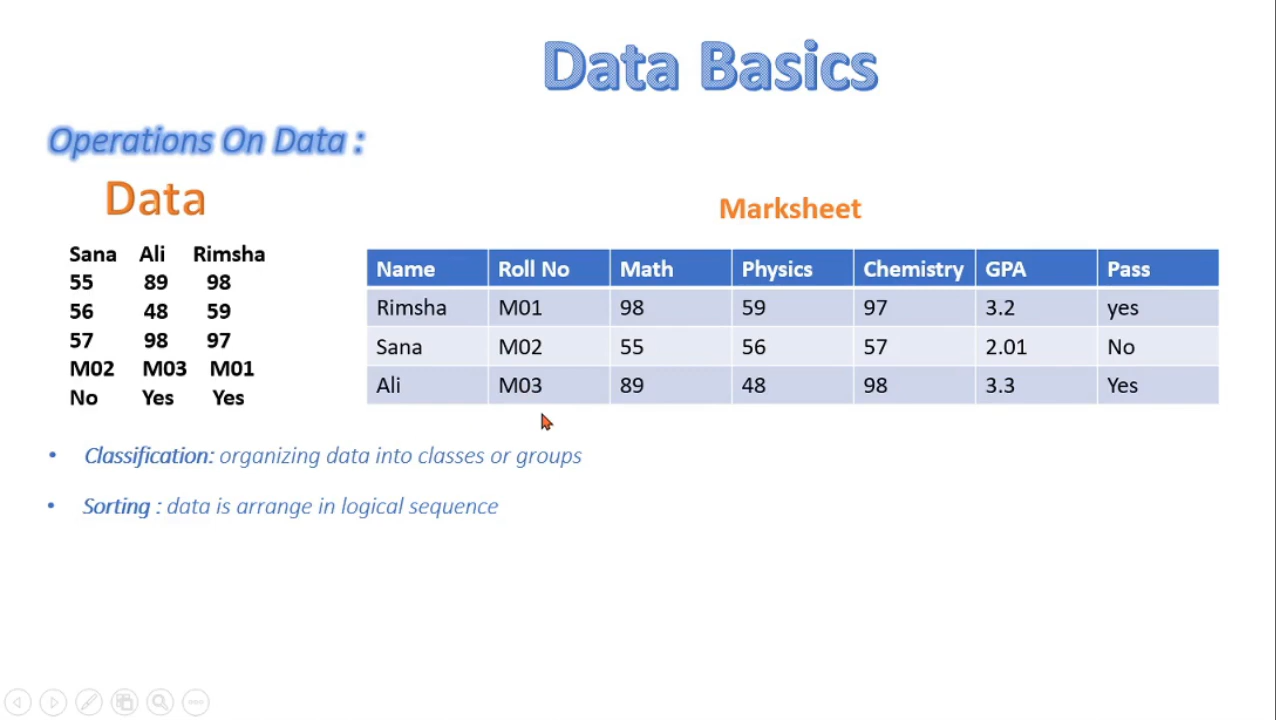 Data Basics
Operations On Data :
Data
Sana Ali Rimsha
55 89 98
56 48 59
57 98 97
M02 M03 M01
No Yes Yes
Marksheet
Name Roll No Math Physics Chemistry GPA Pass
Rimsha M01 98 59 97 3.2 yes
Sana M02 55 56 57 2.01 No
Ali M03 89 48 98 3.3 Yes
• Classification: organizing data into classes or groups
• Sorting : data is arrange in logical sequence